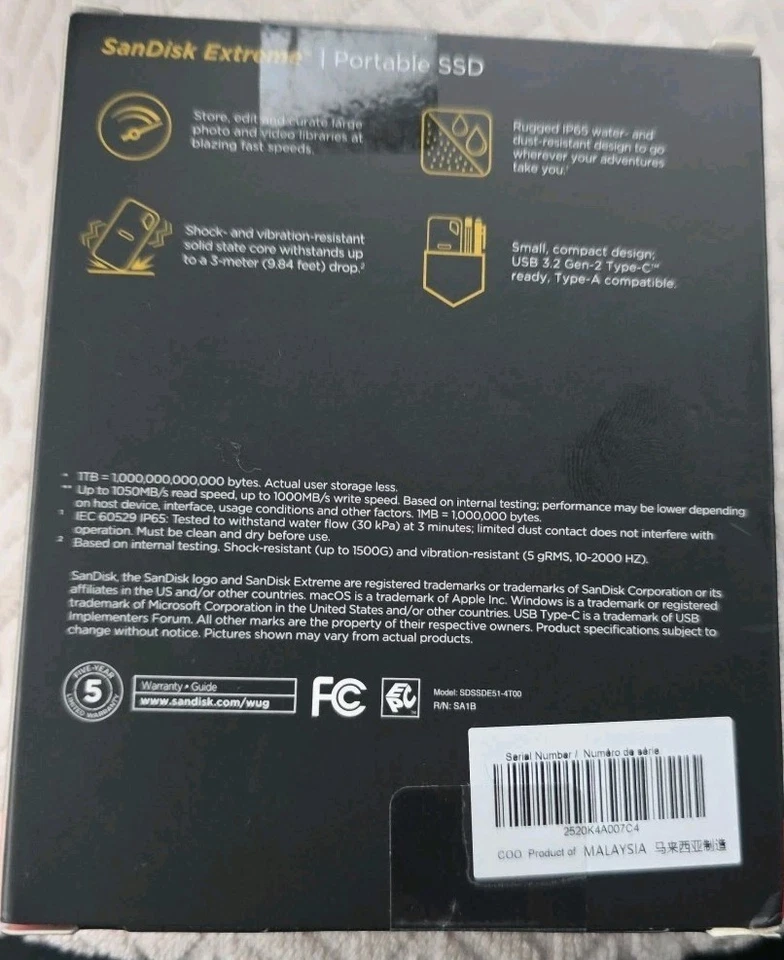 SanDisk Extreme® | Portable SSD
Store, edit and curate large
photo and video libraries at
blazing fast speeds.
Rugged IP65 water- and
dust-resistant design to go
wherever your adventures
take you.¹
Shock- and vibration-resistant
solid state core withstands up
to a 3-meter (9.84 feet) drop.²
Small, compact design;
USB 3.2 Gen-2 Type-C™
ready, Type-A compatible.
* 1TB = 1,000,000,000,000 bytes. Actual user storage less.
** Up to 1050MB/s read speed, up to 1000MB/s write speed. Based on internal testing; performance may be lower depending
on host device, interface, usage conditions and other factors. 1MB = 1,000,000 bytes.
¹ IEC 60529 IP65: Tested to withstand water flow (30 kPa) at 3 minutes; limited dust contact does not interfere with
operation. Must be clean and dry before use.
² Based on internal testing. Shock-resistant (up to 1500G) and vibration-resistant (5 gRMS, 10-2000 HZ).
SanDisk, the SanDisk logo and SanDisk Extreme are registered trademarks or trademarks of SanDisk Corporation or its
affiliates in the US and/or other countries. macOS is a trademark of Apple Inc. Windows is a trademark or registered
trademark of Microsoft Corporation in the United States and/or other countries. USB Type-C is a trademark of USB
Implementers Forum. All other marks are the property of their respective owners. Product specifications subject to
change without notice. Pictures shown may vary from actual products.
FIVE-YEAR
5
LIMITED WARRANTY
Warranty • Guide
www.sandisk.com/wug
FC
Model: SDSSDE51-4T00
R/N: SA1B
Serial Number / Numéro de série
2520K4A007C4
COO Product of MALAYSIA 马来西亚制造